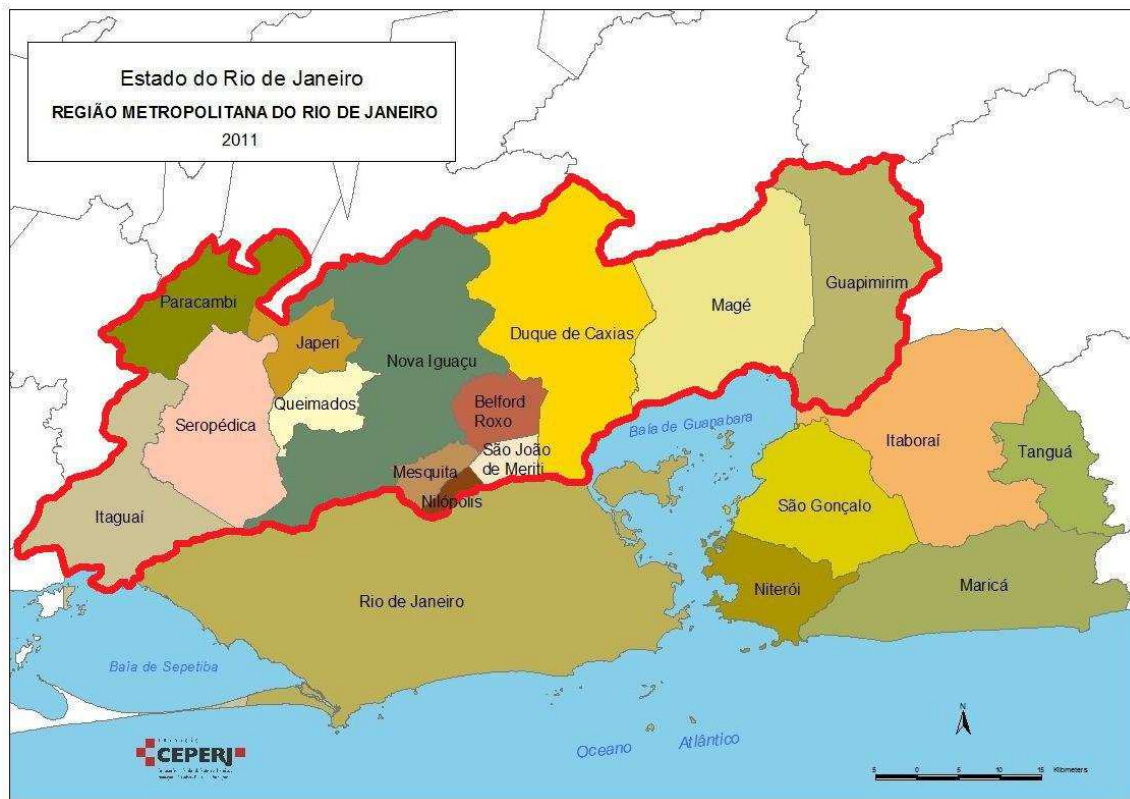 Estado do Rio de Janeiro
REGIÃO METROPOLITANA DO RIO DE JANEIRO
2011
Paracambi
Japeri
Nova Iguaçu
Duque de Caxias
Magé
Guapimirim
Seropédica
Queimados
Belford
Roxo
Baía de Guanabara
Itaboraí
Tanguá
Mesquita
São João
de Meriti
Nilópolis
Itaguaí
São Gonçalo
Rio de Janeiro
Niterói
Maricá
Baía de Sepetiba
Oceano Atlântico
N
CEPERJ
5 0 5 10 15 Kilometers